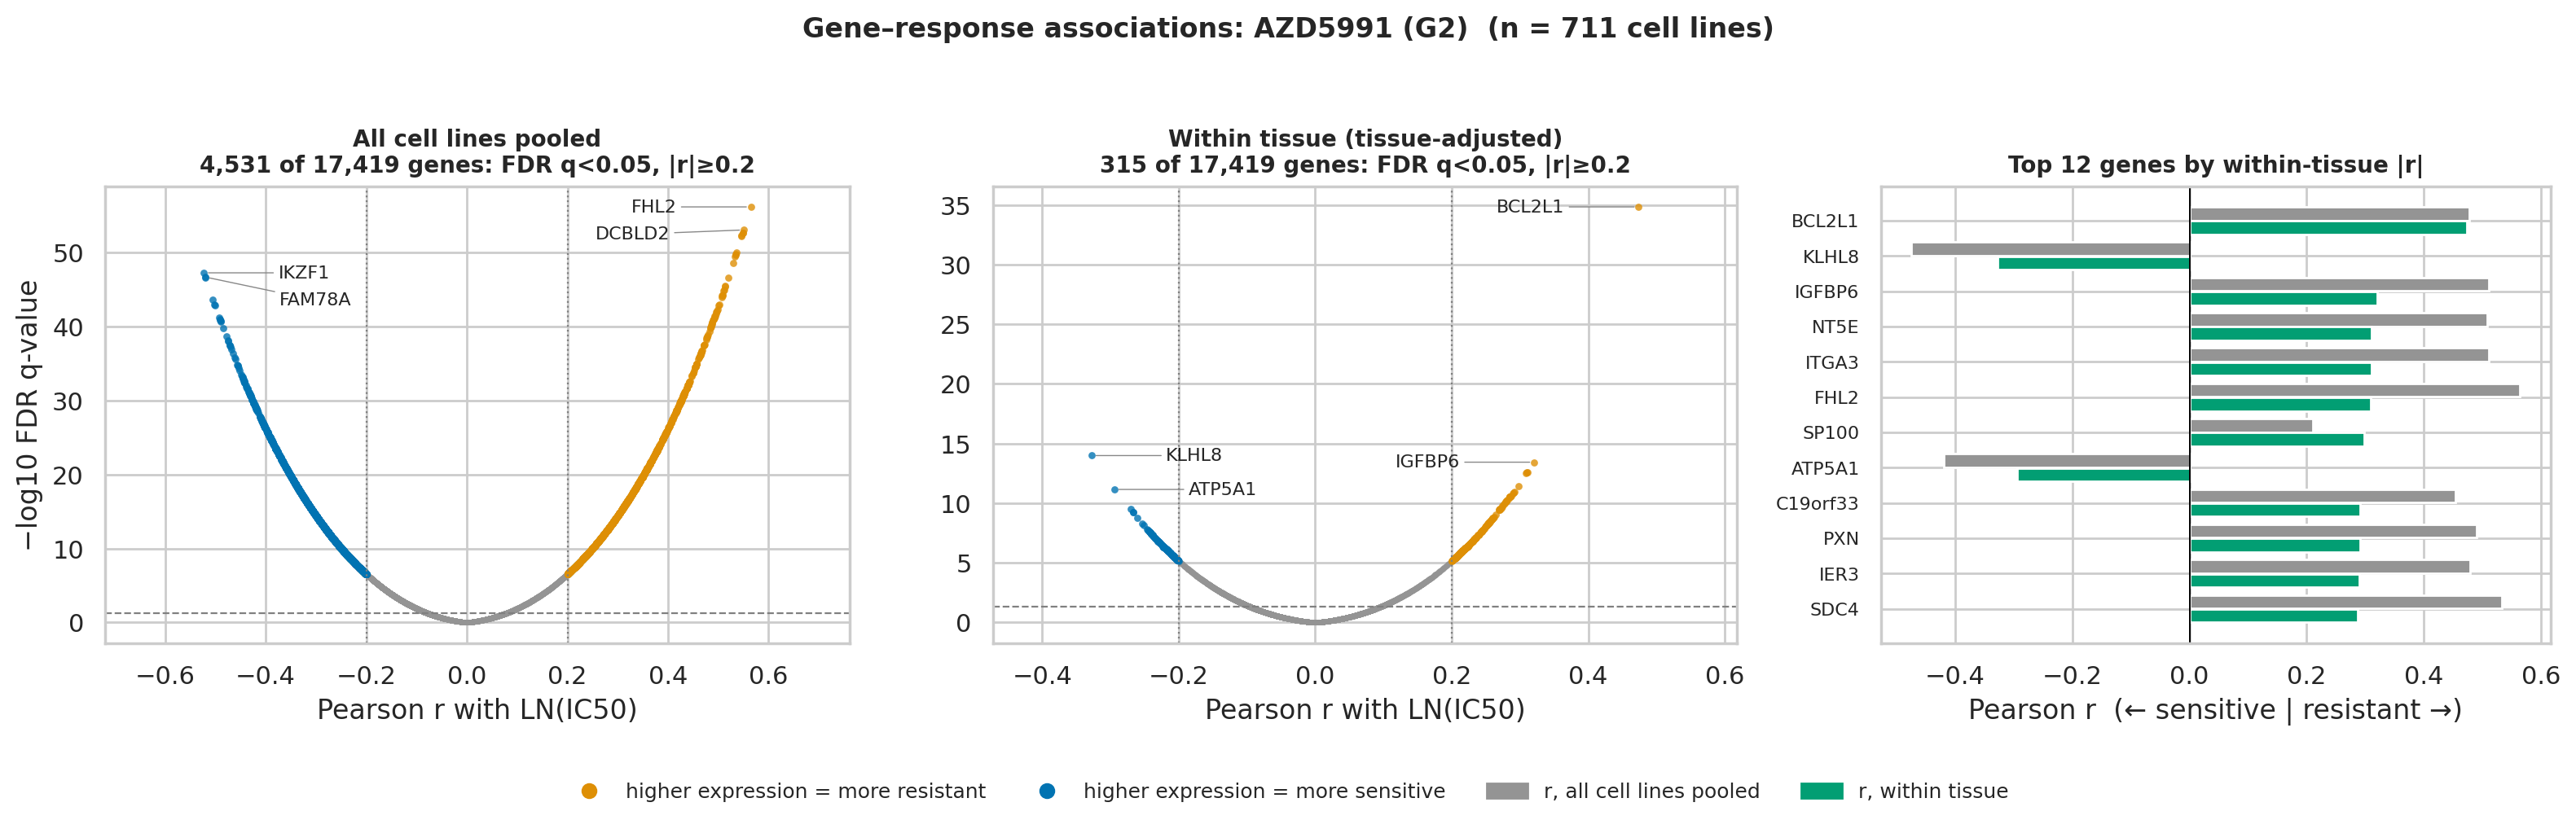 Gene–response associations: AZD5991 (G2)  (n = 711 cell lines)
All cell lines pooled
4,531 of 17,419 genes: FDR q<0.05, |r|≥0.2
−log10 FDR q-value
50
40
30
20
10
0
FHL2
DCBLD2
IKZF1
FAM78A
−0.6
−0.4
−0.2
0.0
0.2
0.4
0.6
Pearson r with LN(IC50)
Within tissue (tissue-adjusted)
315 of 17,419 genes: FDR q<0.05, |r|≥0.2
35
30
25
20
15
10
5
0
BCL2L1
KLHL8
IGFBP6
ATP5A1
−0.4
−0.2
0.0
0.2
0.4
0.6
Pearson r with LN(IC50)
Top 12 genes by within-tissue |r|
BCL2L1
KLHL8
IGFBP6
NT5E
ITGA3
FHL2
SP100
ATP5A1
C19orf33
PXN
IER3
SDC4
−0.4
−0.2
0.0
0.2
0.4
0.6
Pearson r  (← sensitive | resistant →)
higher expression = more resistant
higher expression = more sensitive
r, all cell lines pooled
r, within tissue